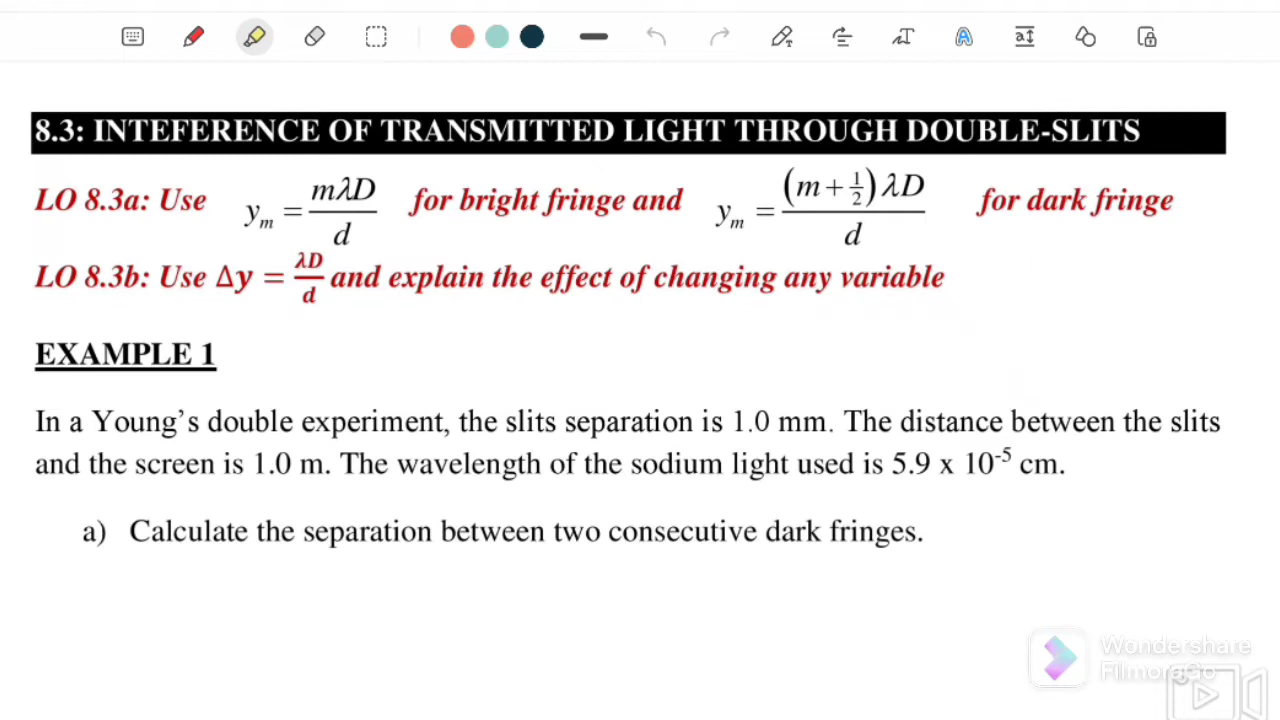 8.3: INTEFERENCE OF TRANSMITTED LIGHT THROUGH DOUBLE-SLITS
LO 8.3a: Use y_m = mλD / d for bright fringe and y_m = (m + 1/2) λD / d for dark fringe
LO 8.3b: Use Δy = λD / d and explain the effect of changing any variable
EXAMPLE 1
In a Young's double experiment, the slits separation is 1.0 mm. The distance between the slits
and the screen is 1.0 m. The wavelength of the sodium light used is 5.9 x 10⁻⁵ cm.
a) Calculate the separation between two consecutive dark fringes.
Wondershare
FilmoraGo